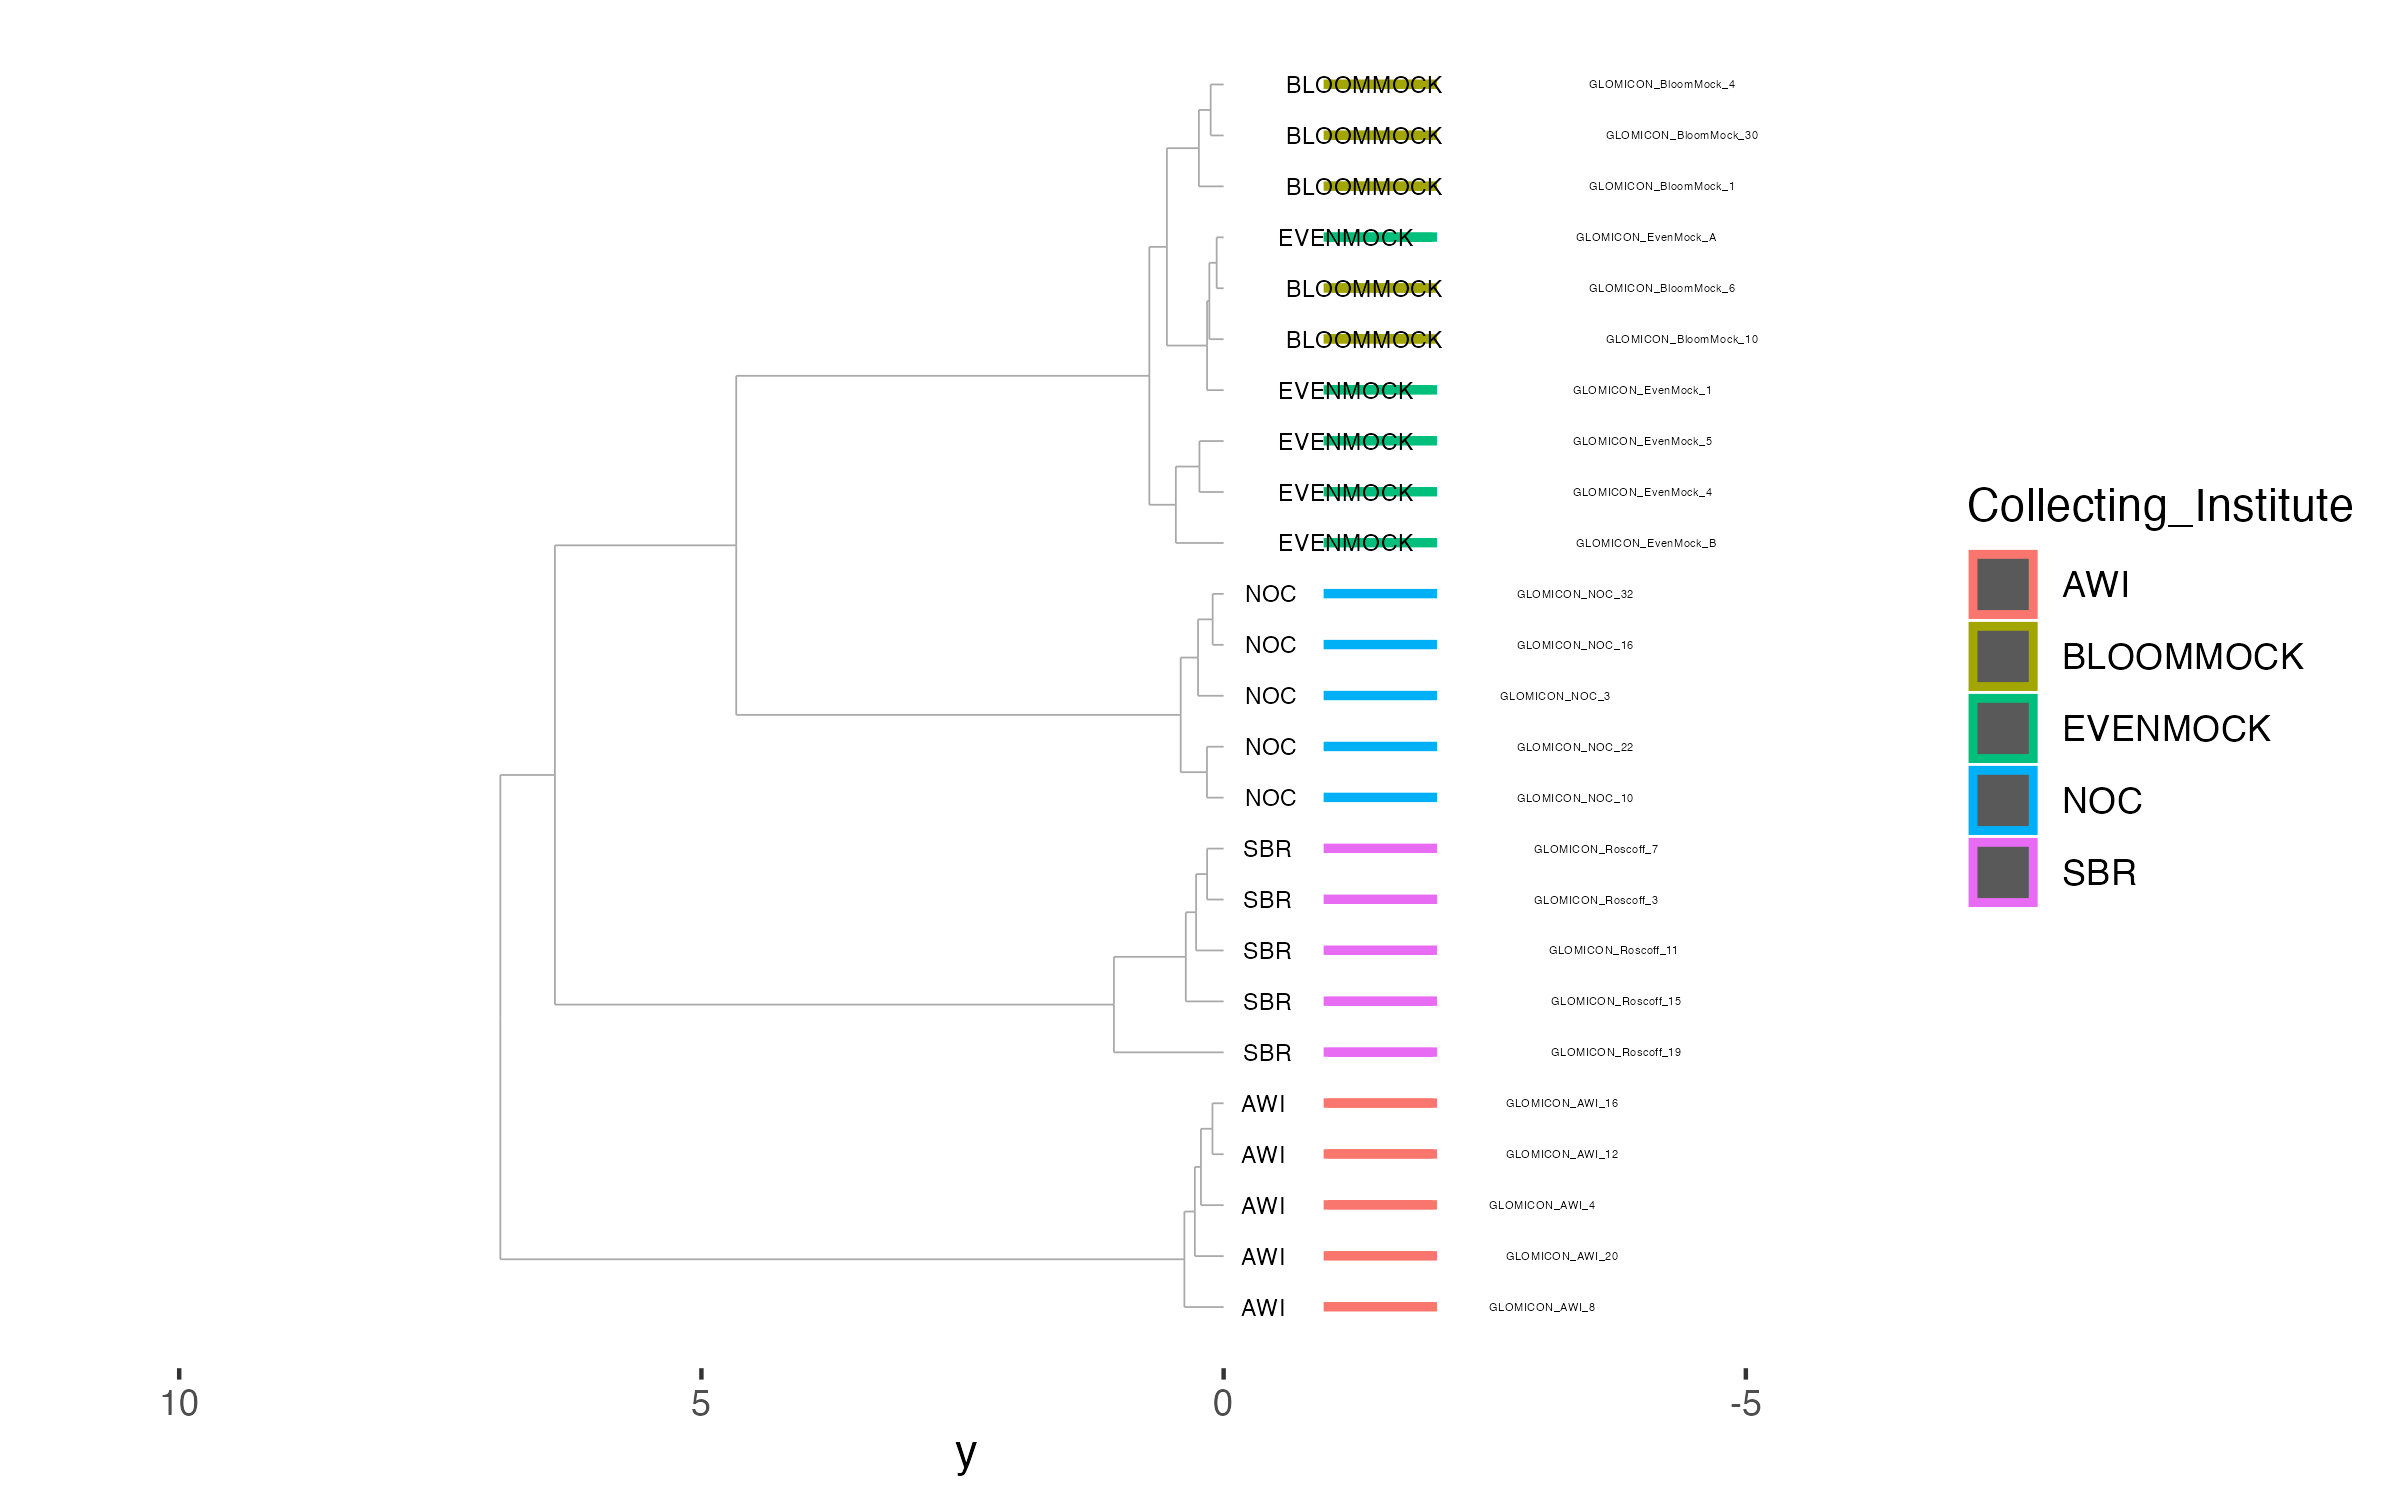 BLOOMMOCK GLOMICON_BloomMock_4
BLOOMMOCK GLOMICON_BloomMock_30
BLOOMMOCK GLOMICON_BloomMock_1
EVENMOCK GLOMICON_EvenMock_A
BLOOMMOCK GLOMICON_BloomMock_6
BLOOMMOCK GLOMICON_BloomMock_10
EVENMOCK GLOMICON_EvenMock_1
EVENMOCK GLOMICON_EvenMock_5
EVENMOCK GLOMICON_EvenMock_4
EVENMOCK GLOMICON_EvenMock_B
NOC GLOMICON_NOC_32
NOC GLOMICON_NOC_16
NOC GLOMICON_NOC_3
NOC GLOMICON_NOC_22
NOC GLOMICON_NOC_10
SBR GLOMICON_Roscoff_7
SBR GLOMICON_Roscoff_3
SBR GLOMICON_Roscoff_11
SBR GLOMICON_Roscoff_15
SBR GLOMICON_Roscoff_19
AWI GLOMICON_AWI_16
AWI GLOMICON_AWI_12
AWI GLOMICON_AWI_4
AWI GLOMICON_AWI_20
AWI GLOMICON_AWI_8
10 5 0 -5
y
Collecting_Institute
AWI
BLOOMMOCK
EVENMOCK
NOC
SBR